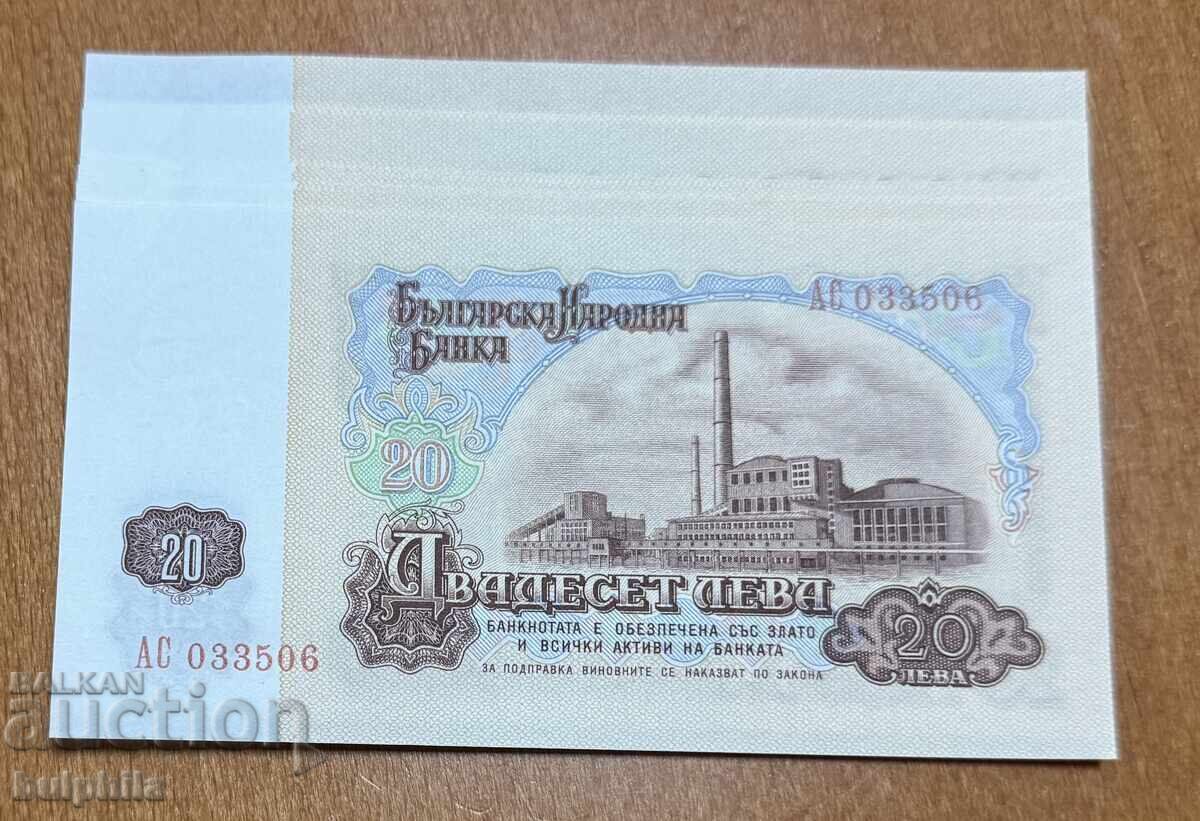 БЪЛГАРСКА НАРОДНА
БАНКА
АС 033506
20
ДВАДЕСЕТ ЛЕВА
БАНКНОТАТА Е ОБЕЗПЕЧЕНА СЪС ЗЛАТО
И ВСИЧКИ АКТИВИ НА БАНКАТА
ЗА ПОДПРАВКА ВИНОВНИТЕ СЕ НАКАЗВАТ ПО ЗАКОНА
20
ЛЕВА
20
АС 033506
BALKAN
auction
bulphila